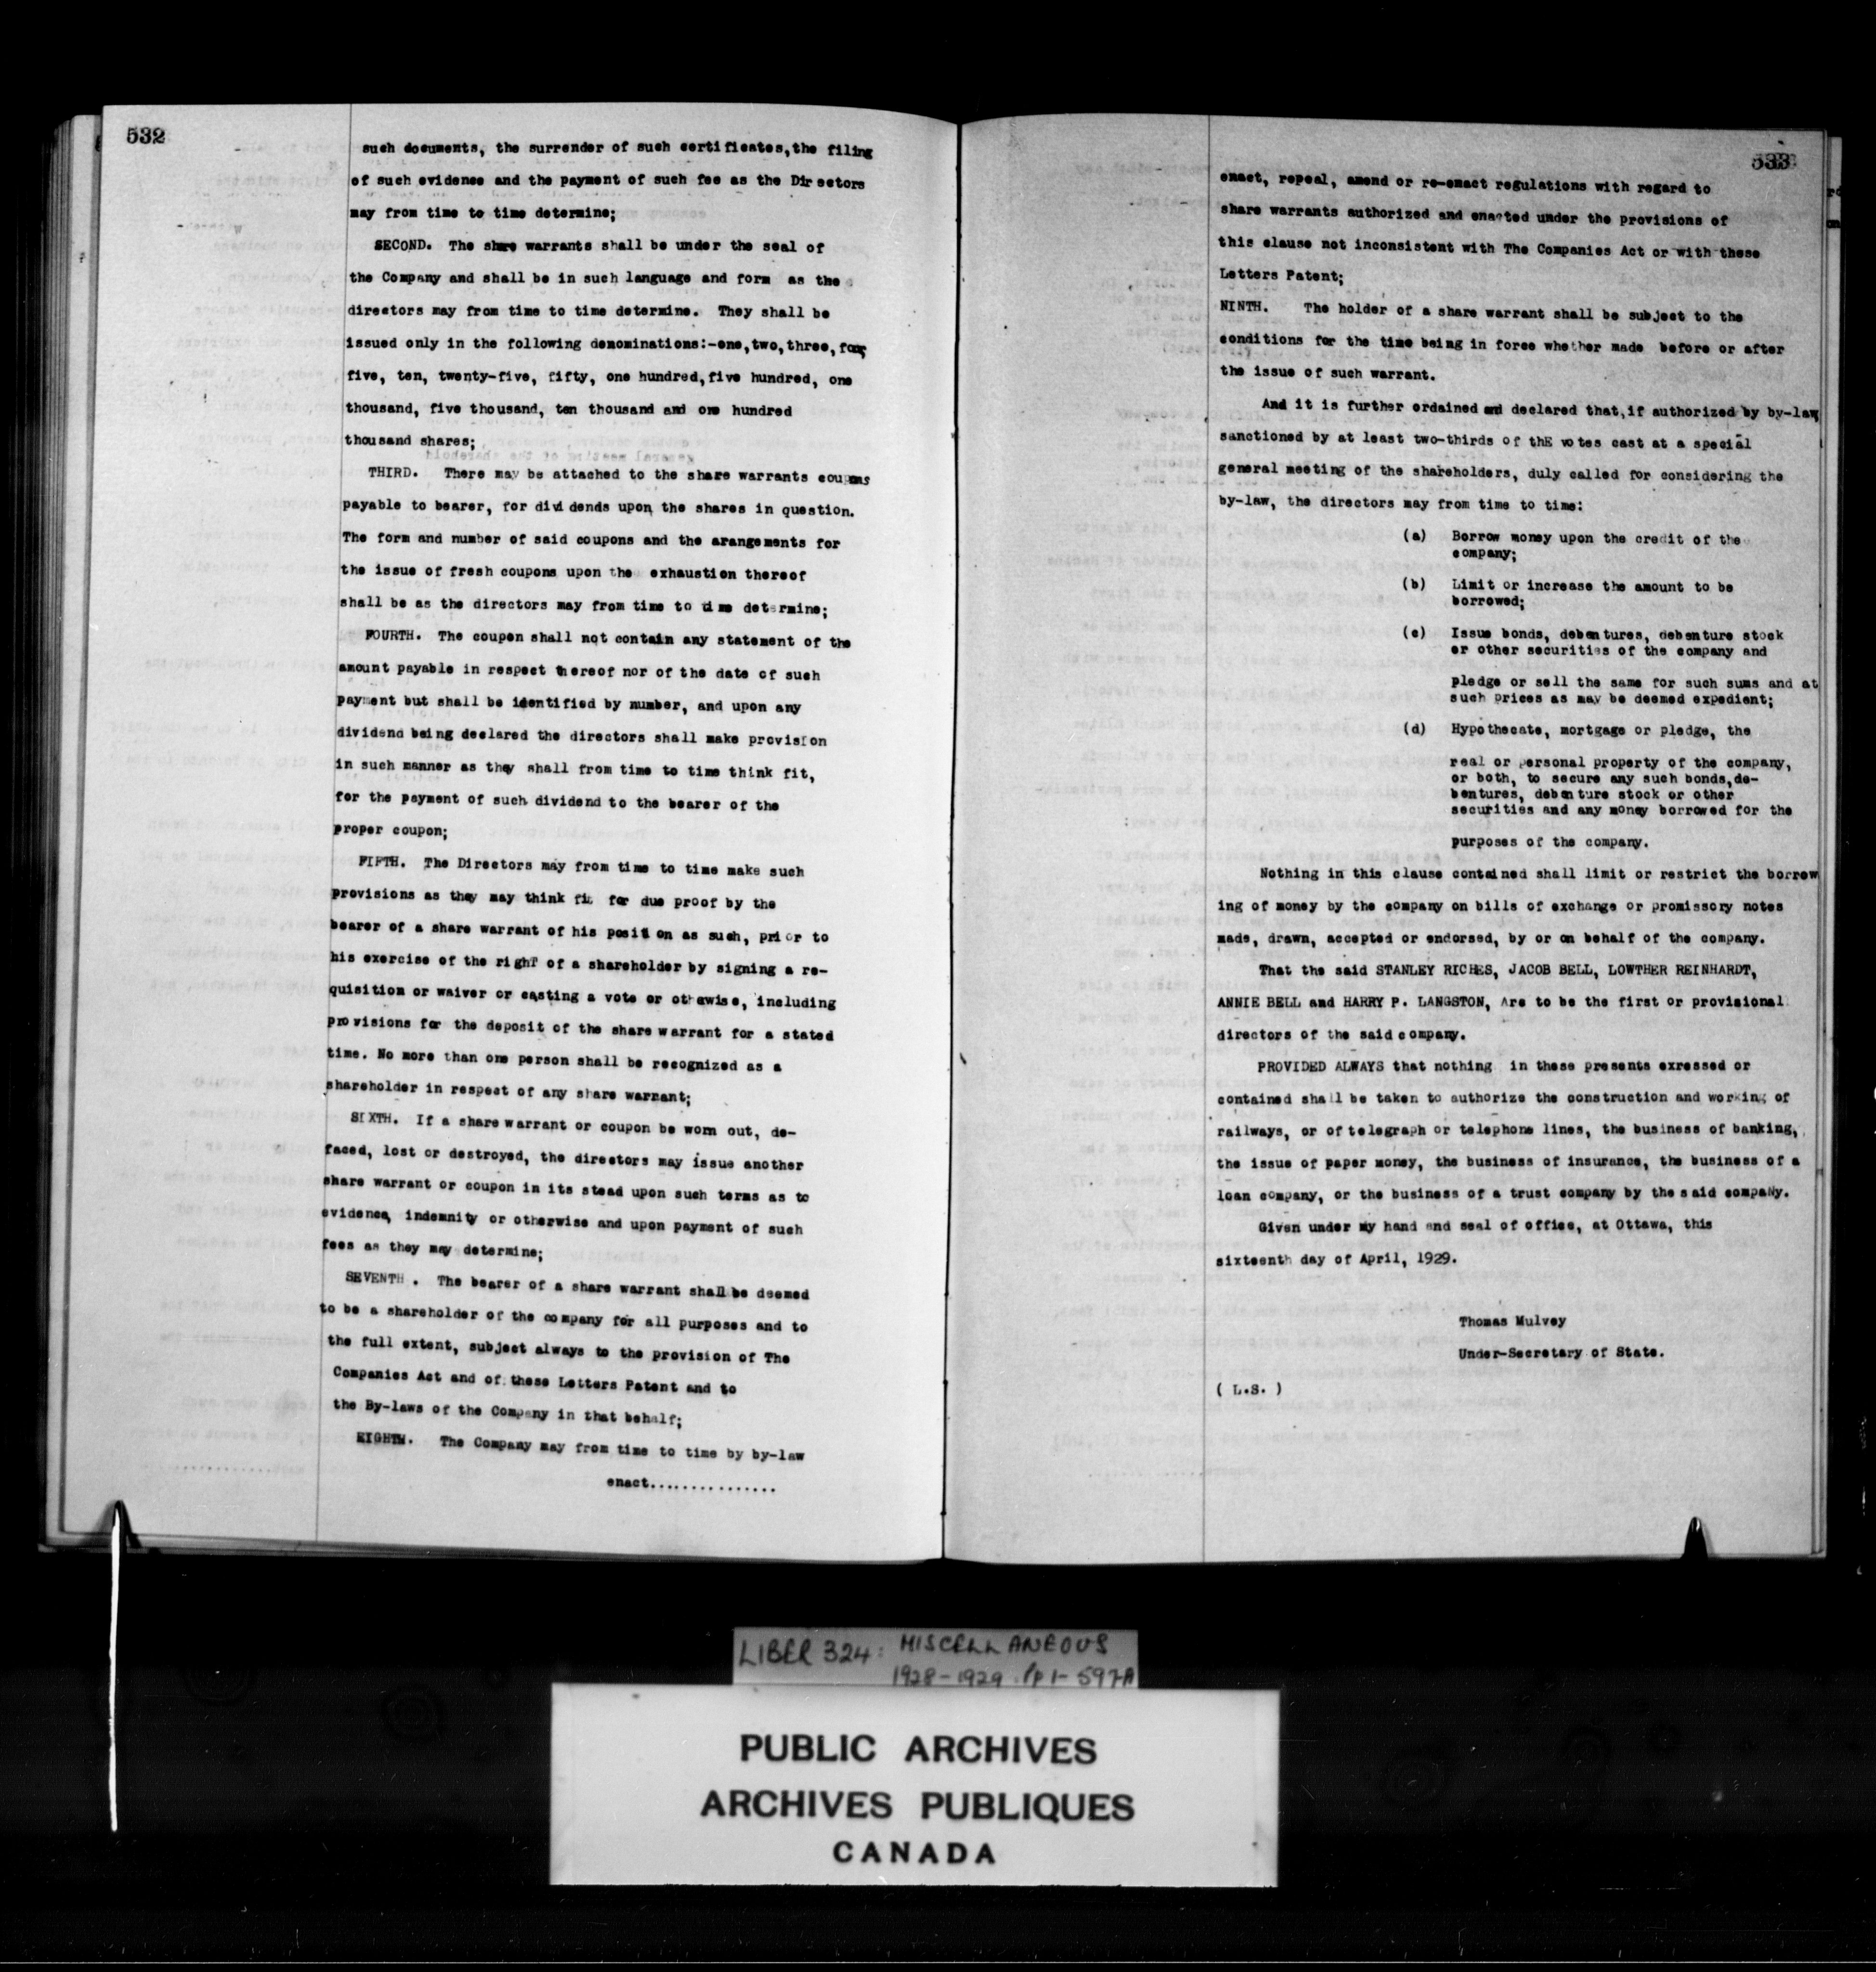 532
such documents, the surrender of such certificates,the filing
of such evidence and the payment of such fee as the Directors
may from time to time determine;
SECOND. The share warrants shall be under the seal of
the Company and shall be in such language and form as the
directors may from time to time determine. They shall be
issued only in the following denominations:-one,two,three,four,
five, ten, twenty-five, fifty, one hundred,five hundred, one
thousand, five thousand, ten thousand and one hundred
thousand shares;
THIRD. There may be attached to the share warrants coupons
payable to bearer, for dividends upon the shares in question.
The form and number of said coupons and the arangements for
the issue of fresh coupons upon the exhaustion thereof
shall be as the directors may from time to time determine;
FOURTH. The coupon shall not contain any statement of the
amount payable in respect thereof nor of the date of such
payment but shall be identified by number, and upon any
dividend being declared the directors shall make provision
in such manner as they shall from time to time think fit,
for the payment of such dividend to the bearer of the
proper coupon;
FIFTH. The Directors may from time to time make such
provisions as they may think fit for due proof by the
bearer of a share warrant of his position as such, prior to
his exercise of the right of a shareholder by signing a re-
quisition or waiver or casting a vote or othewise, including
provisions for the deposit of the share warrant for a stated
time. No more than one person shall be recognized as a
shareholder in respect of any share warrant;
SIXTH. If a share warrant or coupon be worn out, de-
faced, lost or destroyed, the directors may issue another
share warrant or coupon in its stead upon such terms as to
evidence, indemnity or otherwise and upon payment of such
fees as they may determine;
SEVENTH. The bearer of a share warrant shall be deemed
to be a shareholder of the company for all purposes and to
the full extent, subject always to the provision of The
Companies Act and of these Letters Patent and to
the By-laws of the Company in that behalf;
EIGHTH. The Company may from time to time by by-law
enact...............
533
enact, repeal, amend or re-enact regulations with regard to
share warrants authorized and enacted under the provisions of
this clause not inconsistent with The Companies Act or with these
Letters Patent;
NINTH. The holder of a share warrant shall be subject to the
conditions for the time being in force whether made before or after
the issue of such warrant.
And it is further ordained and declared that,if authorized by by-law,
sanctioned by at least two-thirds of thE votes cast at a special
general meeting of the shareholders, duly called for considering the
by-law, the directors may from time to time:
(a) Borrow money upon the credit of the
company;
(b) Limit or increase the amount to be
borrowed;
(c) Issue bonds, debentures, debenture stock
or other securities of the company and
pledge or sell the same for such sums and at
such prices as may be deemed expedient;
(d) Hypothecate, mortgage or pledge, the
real or personal property of the company,
or both, to secure any such bonds,de-
bentures, debenture stock or other
securities and any money borrowed for the
purposes of the company.
Nothing in this clause contained shall limit or restrict the borrow
ing of money by the company on bills of exchange or promissory notes
made, drawn, accepted or endorsed, by or on behalf of the company.
That the said STANLEY RICHES, JACOB BELL, LOWTHER REINHARDT,
ANNIE BELL and HARRY P. LANGSTON, Are to be the first or provisional
directors of the said company.
PROVIDED ALWAYS that nothing in these presents exressed or
contained shall be taken to authorize the construction and working of
railways, or of telegraph or telephone lines, the business of banking,
the issue of paper money, the business of insurance, the business of a
loan company, or the business of a trust company by the said company.
Given under my hand and seal of office, at Ottawa, this
sixteenth day of April, 1929.
Thomas Mulvey
Under-Secretary of State.
( L.S. )
LIBER 324: MISCELLANEOUS
1928-1929. Pp 1-597A
PUBLIC ARCHIVES
ARCHIVES PUBLIQUES
CANADA